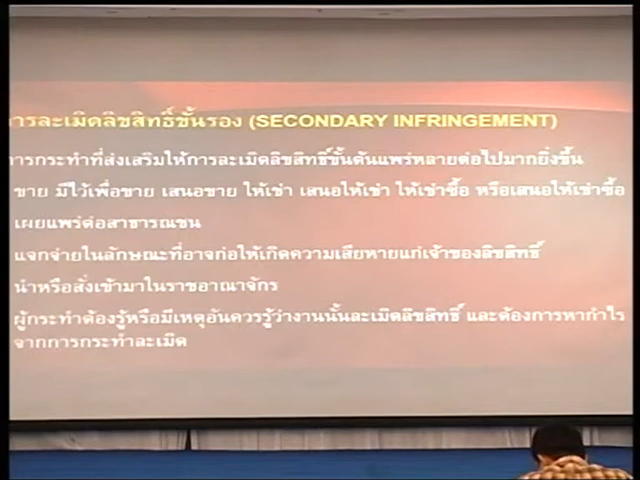 การละเมิดลิขสิทธิ์ขั้นรอง (SECONDARY INFRINGEMENT)
การกระทำที่ส่งเสริมให้การละเมิดลิขสิทธิ์ขั้นต้นแพร่หลายต่อไปมากยิ่งขึ้น
ขาย มีไว้เพื่อขาย เสนอขาย ให้เช่า เสนอให้เช่า ให้เช่าซื้อ หรือเสนอให้เช่าซื้อ
เผยแพร่ต่อสาธารณชน
แจกจ่ายในลักษณะที่อาจก่อให้เกิดความเสียหายแก่เจ้าของลิขสิทธิ์
นำหรือสั่งเข้ามาในราชอาณาจักร
ผู้กระทำต้องรู้หรือมีเหตุอันควรรู้ว่างานนั้นละเมิดลิขสิทธิ์ และต้องการหากำไร
จากการกระทำละเมิด